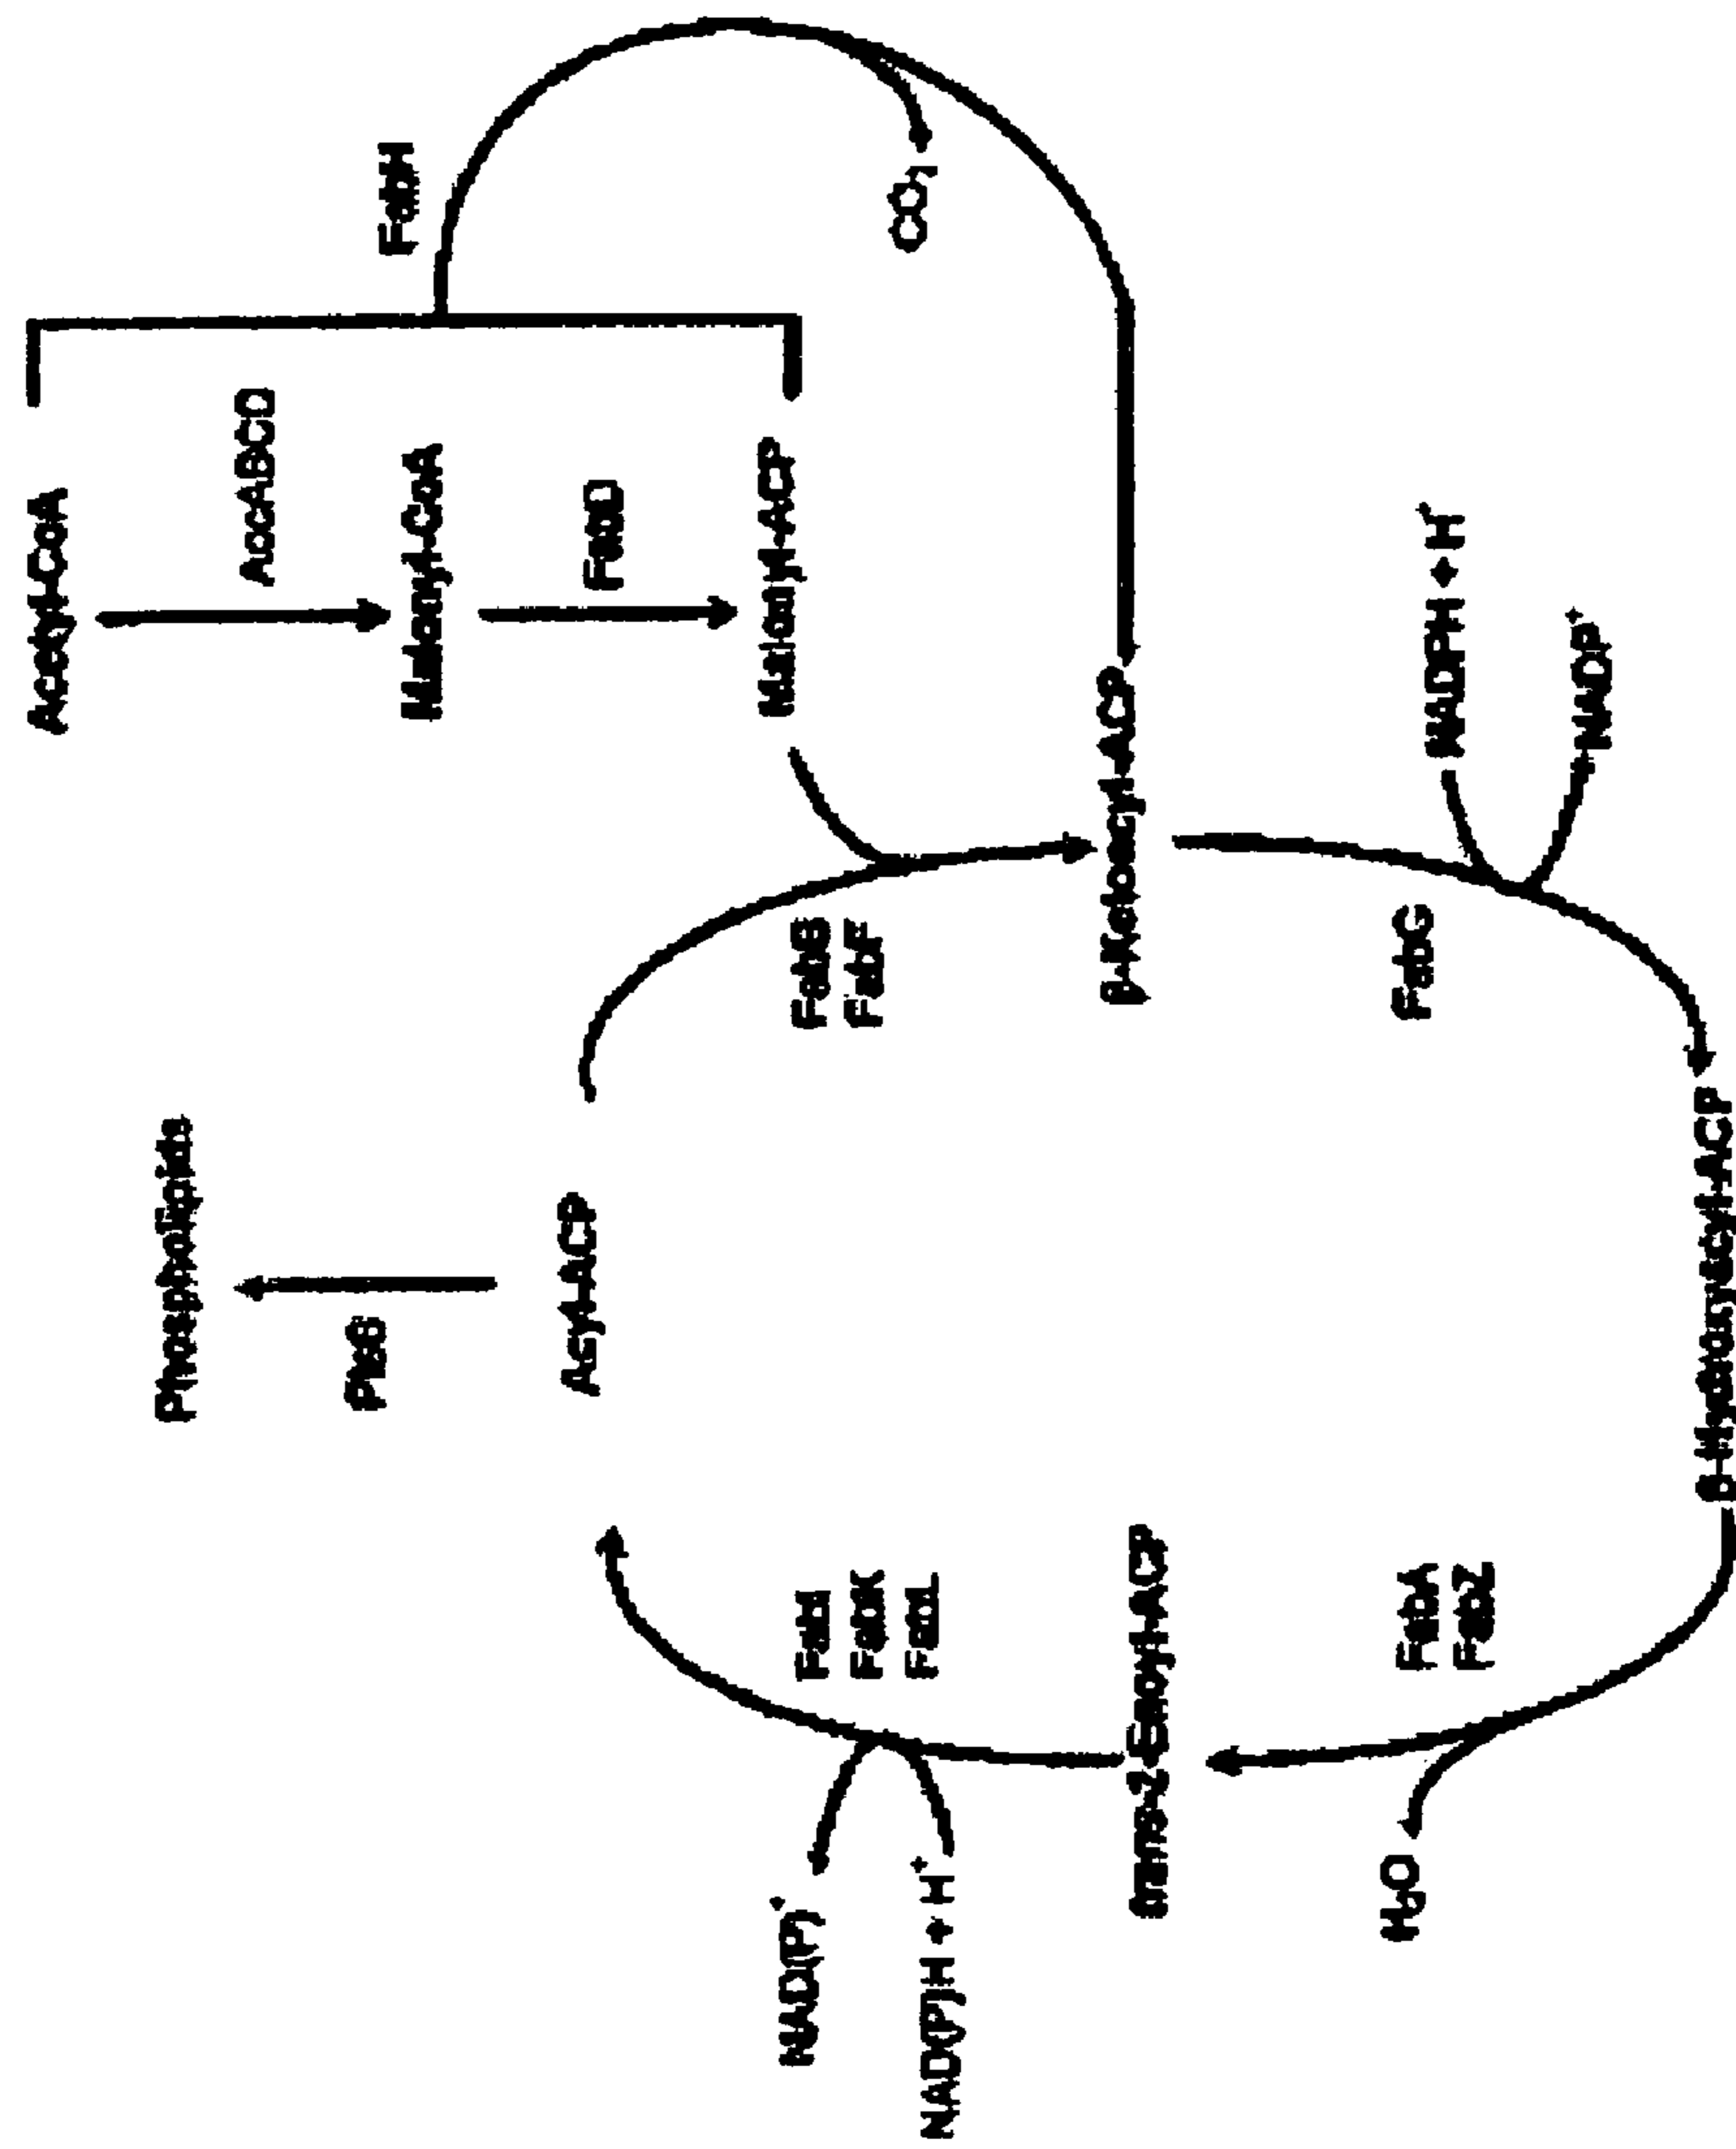 Acetyl-CoA
AccABCD
Malonyl-CoA
FabD
Malonyl-ACP
FabH
CO₂
FabB
FabF
β-Ketoacyl-ACP
NADPH + H⁺
NADP⁺
FabG
β-Hydroxyacyl-ACP
FabA
FabZ
H₂O
trans-2-Enoyl-ACP
FabI
FabK
FabL
NAD(P)H + H⁺
NAD(P)⁺
Acyl-ACP
PlsB
Phospholipids